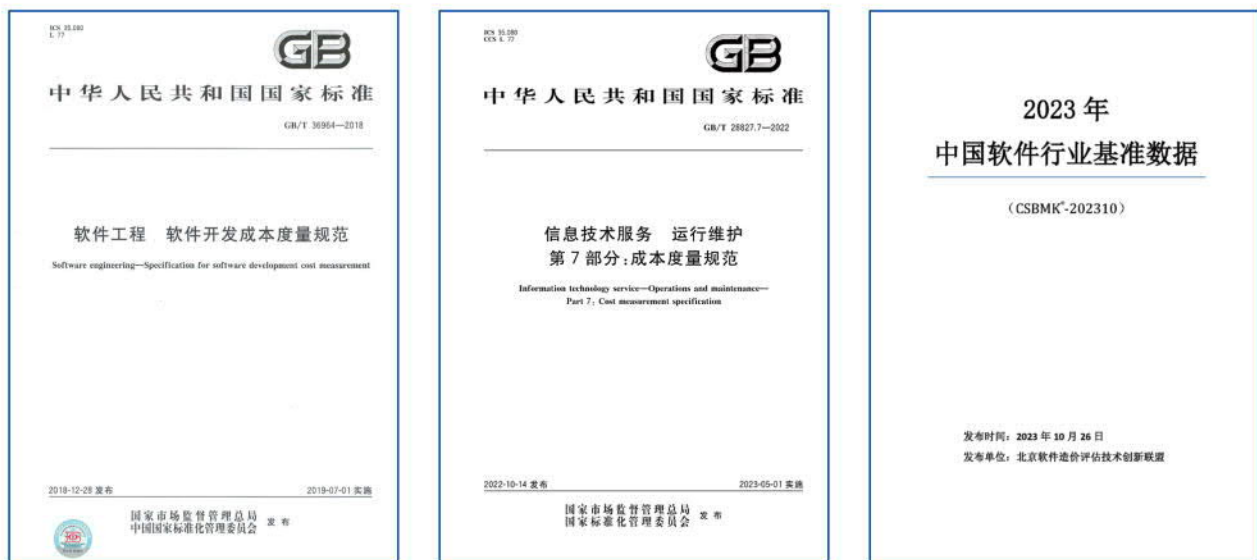 ICS 35.080
L 77
GB
中华人民共和国国家标准
GB/T 36964—2018
软件工程 软件开发成本度量规范
Software engineering—Specification for software development cost measurement
2018-12-28 发布 2019-07-01 实施
国家市场监督管理总局
中国国家标准化管理委员会 发布
ICS 35.080
CCS L 77
GB
中华人民共和国国家标准
GB/T 28827.7—2022
信息技术服务 运行维护
第7部分:成本度量规范
Information technology service—Operations and maintenance—
Part 7: Cost measurement specification
2022-10-14 发布 2023-05-01 实施
国家市场监督管理总局
国家标准化管理委员会 发布
2023 年
中国软件行业基准数据
(CSBMK®-202310)
发布时间: 2023 年 10 月 26 日
发布单位: 北京软件造价评估技术创新联盟